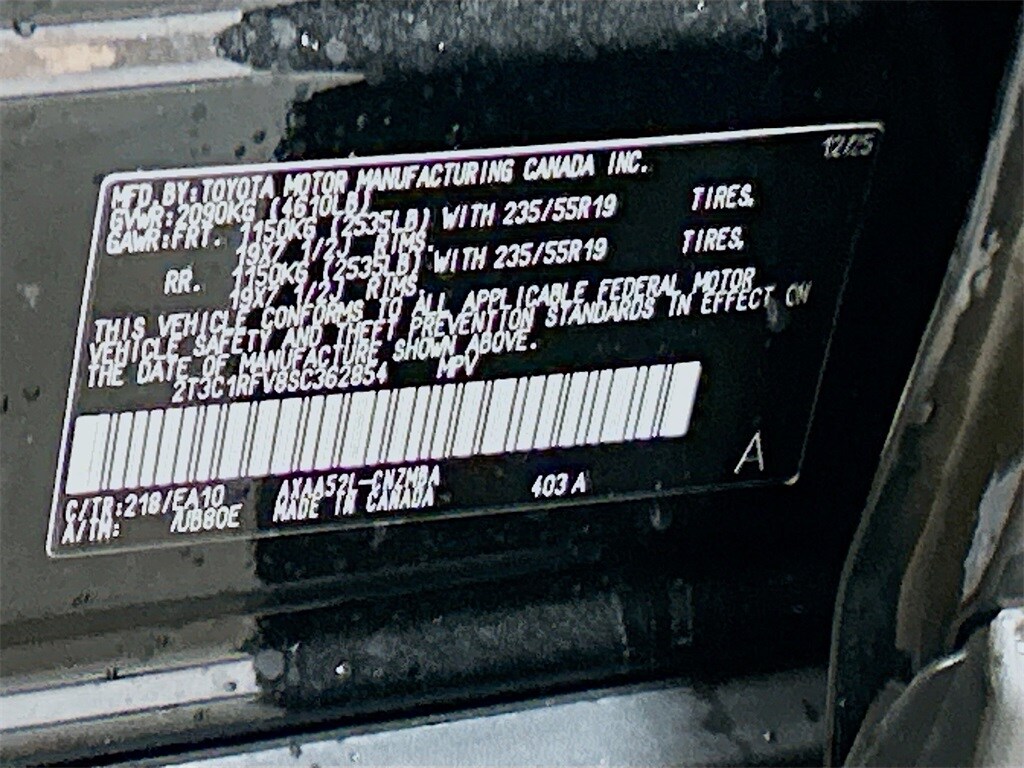 12/25
MFD.BY:TOYOTA MOTOR MANUFACTURING CANADA INC.
GVWR:2090KG (4610LB)
GAWR:FRT. 1150KG (2535LB) WITH 235/55R19 TIRES,
19X7 1/2J RIMS.
RR. 1150KG (2535LB) WITH 235/55R19 TIRES,
19X7 1/2J RIMS.
THIS VEHICLE CONFORMS TO ALL APPLICABLE FEDERAL MOTOR
VEHICLE SAFETY AND THEFT PREVENTION STANDARDS IN EFFECT ON
THE DATE OF MANUFACTURE SHOWN ABOVE.
2T3C1RFV8SC362854 MPV
C/TR:218/EA10 AXAA52L-CNZMBA 403 A
A/TM: /UB80E MADE IN CANADA
A